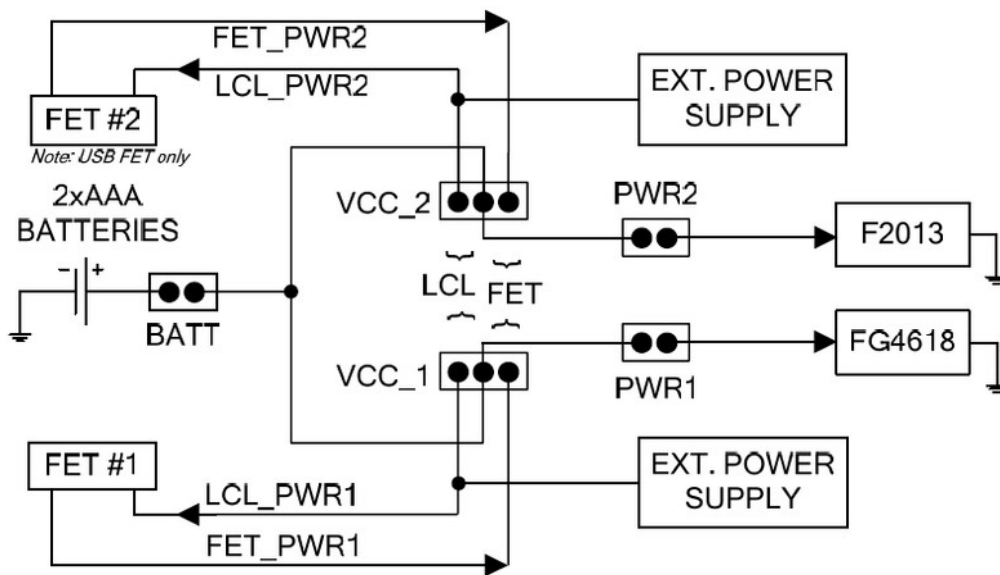 FET_PWR2
LCL_PWR2
EXT. POWER
SUPPLY
FET #2
Note: USB FET only
2xAAA
BATTERIES
- +
BATT
VCC_2
PWR2
F2013
LCL
FET
VCC_1
PWR1
FG4618
FET #1
LCL_PWR1
FET_PWR1
EXT. POWER
SUPPLY